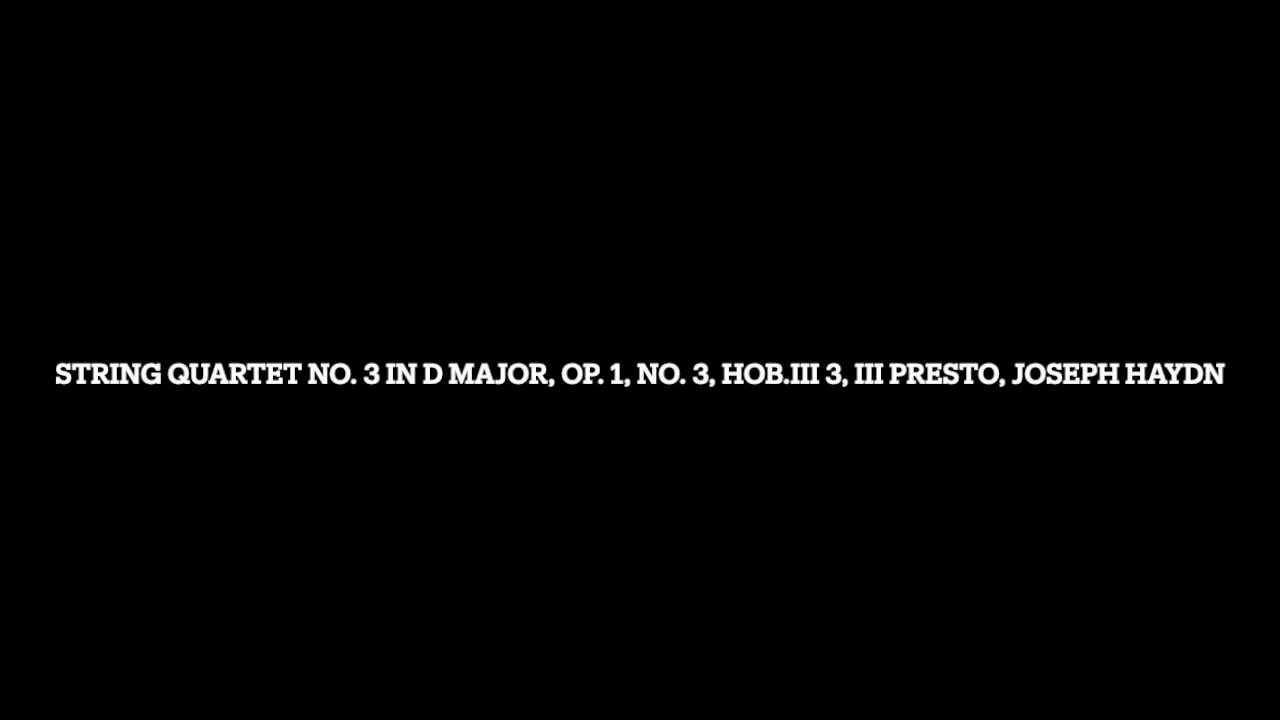 STRING QUARTET NO. 3 IN D MAJOR, OP. 1, NO. 3, HOB.III 3, III PRESTO, JOSEPH HAYDN